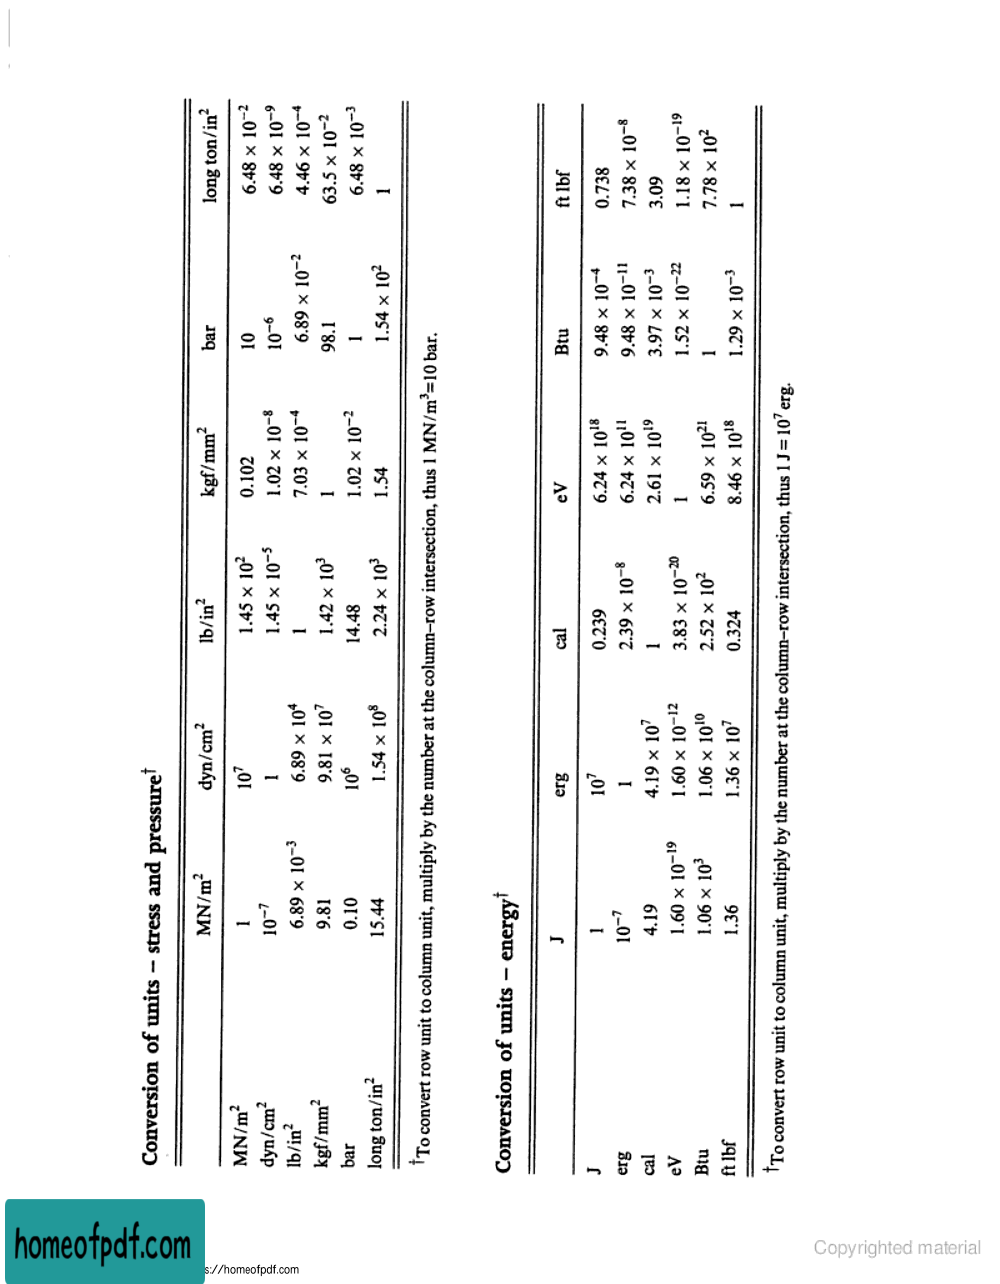 Conversion of units – stress and pressure†
MN/m² dyn/cm² lb/in² kgf/mm² bar long ton/in²
MN/m² 1 10⁷ 1.45 × 10² 0.102 10 6.48 × 10⁻²
dyn/cm² 10⁻⁷ 1 1.45 × 10⁻⁵ 1.02 × 10⁻⁸ 10⁻⁶ 6.48 × 10⁻⁹
lb/in² 6.89 × 10⁻³ 6.89 × 10⁴ 1 7.03 × 10⁻⁴ 6.89 × 10⁻² 4.46 × 10⁻⁴
kgf/mm² 9.81 9.81 × 10⁷ 1.42 × 10³ 1 98.1 63.5 × 10⁻²
bar 0.10 10⁶ 14.48 1.02 × 10⁻² 1 6.48 × 10⁻³
long ton/in² 15.44 1.54 × 10⁸ 2.24 × 10³ 1.54 1.54 × 10² 1
†To convert row unit to column unit, multiply by the number at the column–row intersection, thus 1 MN/m³=10 bar.
Conversion of units – energy†
J erg cal eV Btu ft lbf
J 1 10⁷ 0.239 6.24 × 10¹⁸ 9.48 × 10⁻⁴ 0.738
erg 10⁻⁷ 1 2.39 × 10⁻⁸ 6.24 × 10¹¹ 9.48 × 10⁻¹¹ 7.38 × 10⁻⁸
cal 4.19 4.19 × 10⁷ 1 2.61 × 10¹⁹ 3.97 × 10⁻³ 3.09
eV 1.60 × 10⁻¹⁹ 1.60 × 10⁻¹² 3.83 × 10⁻²⁰ 1 1.52 × 10⁻²² 1.18 × 10⁻¹⁹
Btu 1.06 × 10³ 1.06 × 10¹⁰ 2.52 × 10² 6.59 × 10²¹ 1 7.78 × 10²
ft lbf 1.36 1.36 × 10⁷ 0.324 8.46 × 10¹⁸ 1.29 × 10⁻³ 1
†To convert row unit to column unit, multiply by the number at the column–row intersection, thus 1 J = 10⁷ erg.
homeofpdf.com
s://homeofpdf.com
Copyrighted material